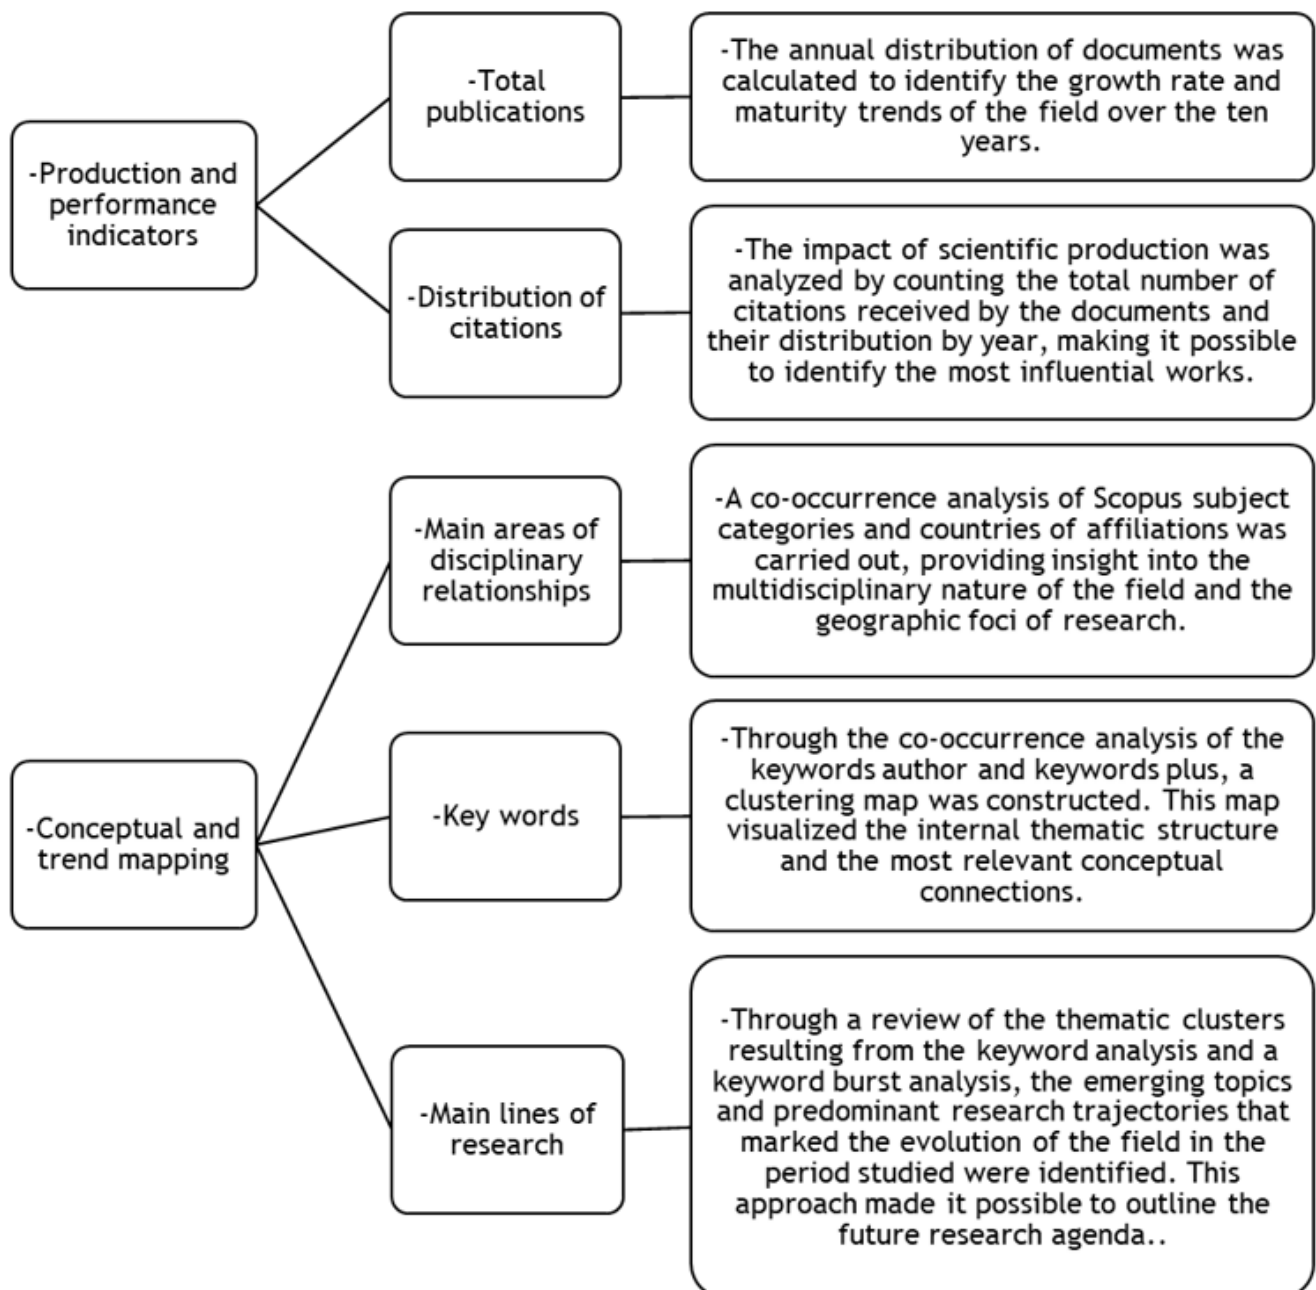 -Production and
performance
indicators
-Total
publications
-The annual distribution of documents was
calculated to identify the growth rate and
maturity trends of the field over the ten
years.
-Distribution of
citations
-The impact of scientific production was
analyzed by counting the total number of
citations received by the documents and
their distribution by year, making it possible
to identify the most influential works.
-Conceptual and
trend mapping
-Main areas of
disciplinary
relationships
-A co-occurrence analysis of Scopus subject
categories and countries of affiliations was
carried out, providing insight into the
multidisciplinary nature of the field and the
geographic foci of research.
-Key words
-Through the co-occurrence analysis of the
keywords author and keywords plus, a
clustering map was constructed. This map
visualized the internal thematic structure
and the most relevant conceptual
connections.
-Main lines of
research
-Through a review of the thematic clusters
resulting from the keyword analysis and a
keyword burst analysis, the emerging topics
and predominant research trajectories that
marked the evolution of the field in the
period studied were identified. This
approach made it possible to outline the
future research agenda..